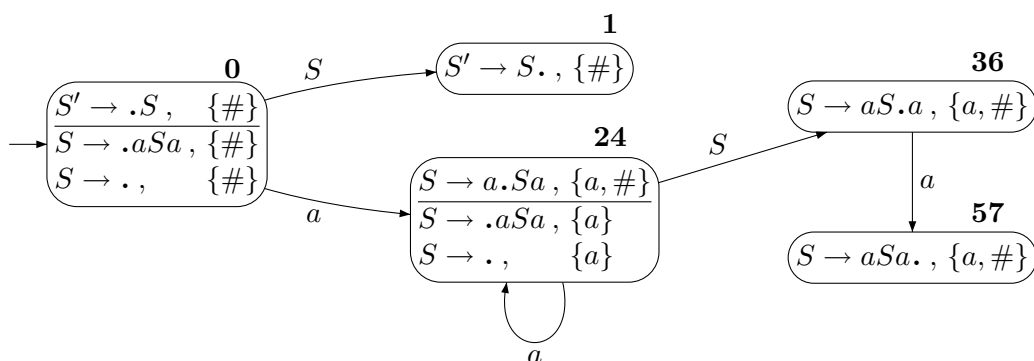 0
S′ → .S , {#}
S → .aSa , {#}
S → . , {#}
S
a
1
S′ → S. , {#}
24
S → a.Sa , {a, #}
S → .aSa , {a}
S → . , {a}
a
S
36
S → aS.a , {a, #}
a
57
S → aSa. , {a, #}